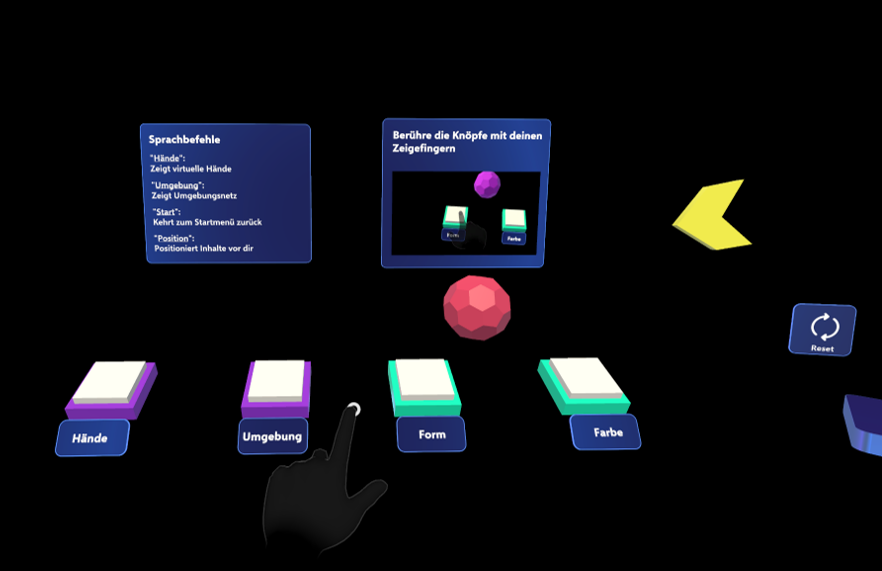 Sprachbefehle
"Hände":
Zeigt virtuelle Hände
"Umgebung":
Zeigt Umgebungsnetz
"Start":
Kehrt zum Startmenü zurück
"Position":
Positioniert Inhalte vor dir
Berühre die Knöpfe mit deinen
Zeigefingern
Form
Farbe
Reset
Hände
Umgebung
Form
Farbe